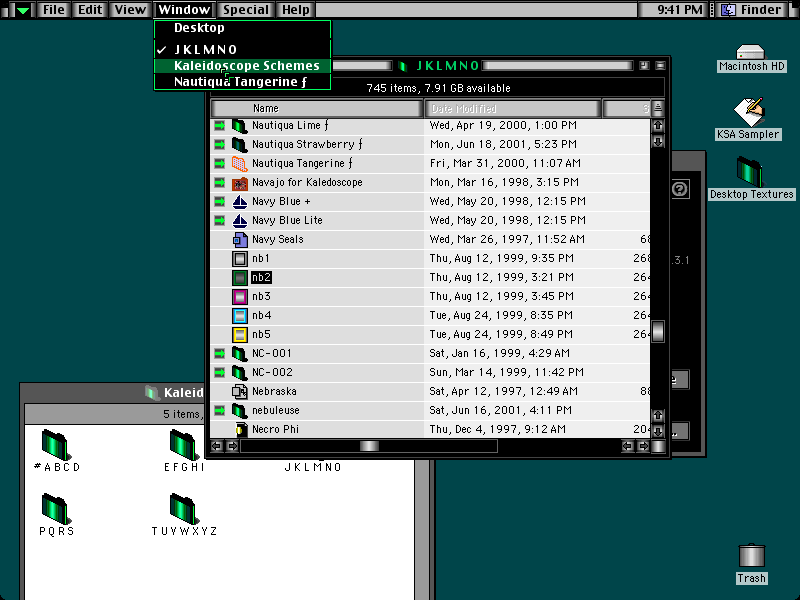 File Edit View Window Special Help 9:41 PM Finder
Desktop
✓ JKLMNO
Kaleidoscope Schemes
Nautiqua Tangerine ƒ
JKLMNO
745 items, 7.91 GB available
Name Date Modified S
Nautiqua Lime ƒ Wed, Apr 19, 2000, 1:00 PM
Nautiqua Strawberry ƒ Mon, Jun 18, 2001, 5:23 PM
Nautiqua Tangerine ƒ Fri, Mar 31, 2000, 11:07 AM
Navajo for Kaledoscope Mon, Mar 16, 1998, 3:15 PM
Navy Blue + Wed, May 20, 1998, 12:15 PM
Navy Blue Lite Wed, May 20, 1998, 12:15 PM
Navy Seals Wed, Mar 26, 1997, 11:52 AM 68
nb1 Thu, Aug 12, 1999, 9:35 PM 268
nb2 Thu, Aug 12, 1999, 3:21 PM 264
nb3 Thu, Aug 12, 1999, 3:45 PM 264
nb4 Tue, Aug 24, 1999, 8:35 PM 264
nb5 Tue, Aug 24, 1999, 8:49 PM 264
NC-001 Sat, Jan 16, 1999, 4:29 AM
NC-002 Sun, Mar 14, 1999, 11:42 PM
Nebraska Sat, Apr 12, 1997, 12:49 AM 88
nebuleuse Sat, Jun 16, 2001, 4:11 PM
Necro Phi Thu, Dec 4, 1997, 9:12 AM 204
?
.3.1
e
...
Kaleid
5 items,
#ABCD EFGHI JKLMNO
PQRS TUVWXYZ
Macintosh HD
KSA Sampler
Desktop Textures
Trash